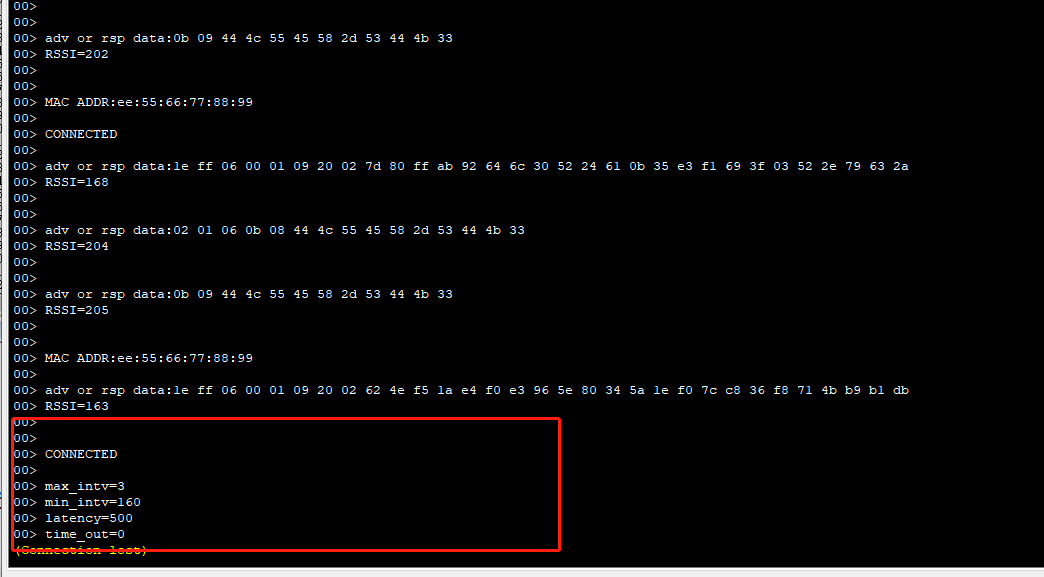 00>
00>
00> adv or rsp data:0b 09 44 4c 55 45 58 2d 53 44 4b 33
00> RSSI=202
00>
00>
00> MAC ADDR:ee:55:66:77:88:99
00>
00> CONNECTED
00>
00> adv or rsp data:1e ff 06 00 01 09 20 02 7d 80 ff ab 92 64 6c 30 52 24 61 0b 35 e3 f1 69 3f 03 52 2e 79 63 2a
00> RSSI=168
00>
00>
00> adv or rsp data:02 01 06 0b 08 44 4c 55 45 58 2d 53 44 4b 33
00> RSSI=204
00>
00>
00> adv or rsp data:0b 09 44 4c 55 45 58 2d 53 44 4b 33
00> RSSI=205
00>
00>
00> MAC ADDR:ee:55:66:77:88:99
00>
00> adv or rsp data:1e ff 06 00 01 09 20 02 62 4e f5 1a e4 f0 e3 96 5e 80 34 5a 1e f0 7c c8 36 f8 71 4b b9 b1 db
00> RSSI=163
00>
00>
00> CONNECTED
00>
00> max_intv=3
00> min_intv=160
00> latency=500
00> time_out=0
(Connection lost)